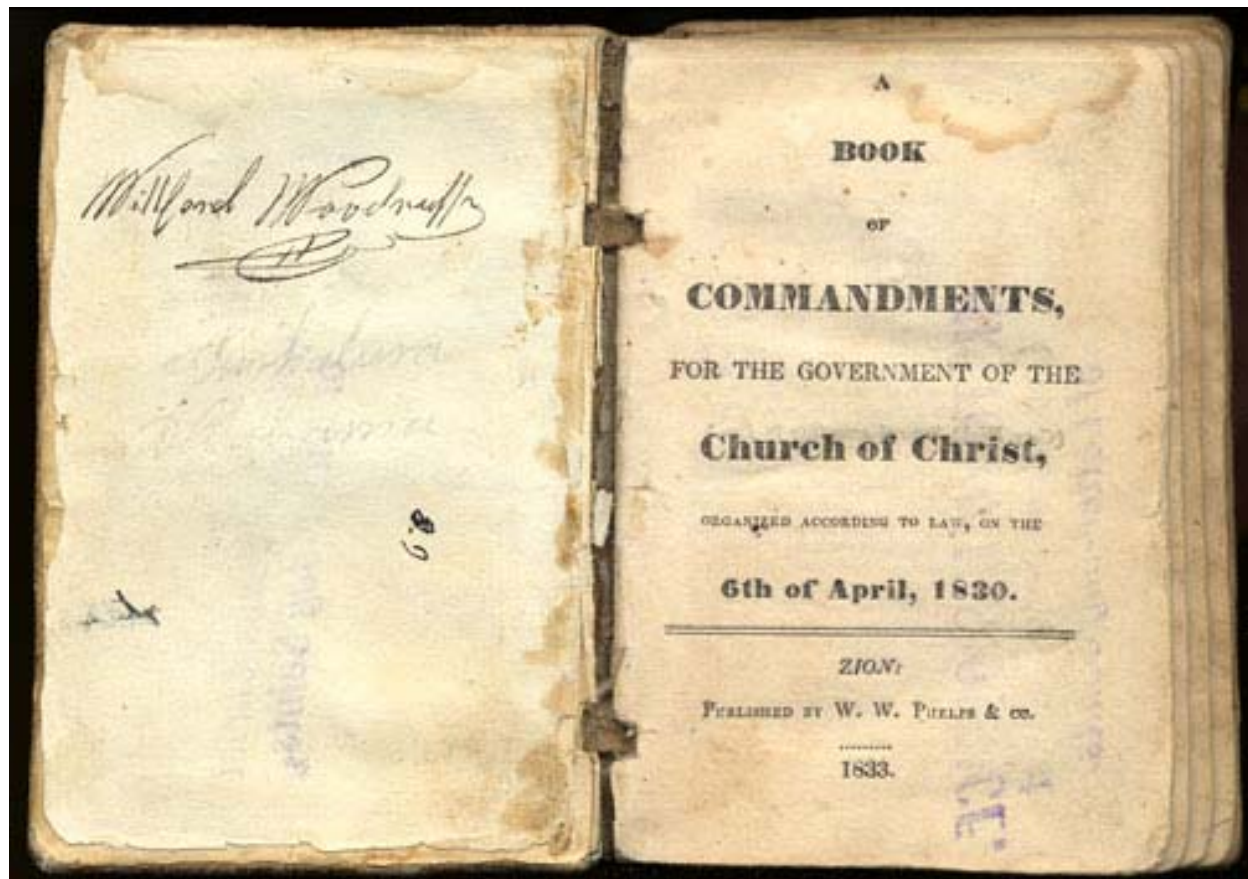 Willford Woodruff
A
BOOK
OF
COMMANDMENTS,
FOR THE GOVERNMENT OF THE
Church of Christ,
ORGANIZED ACCORDING TO LAW, ON THE
6th of April, 1830.
ZION:
PUBLISHED BY W. W. PHELPS & CO.
..........
1833.